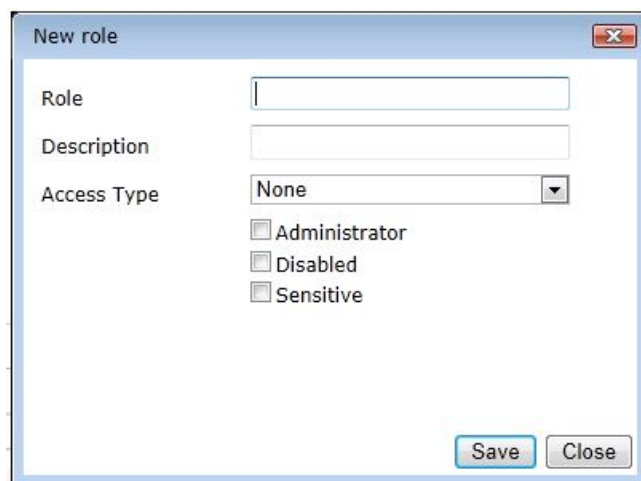 New role
Role
Description
Access Type None
Administrator
Disabled
Sensitive
Save Close